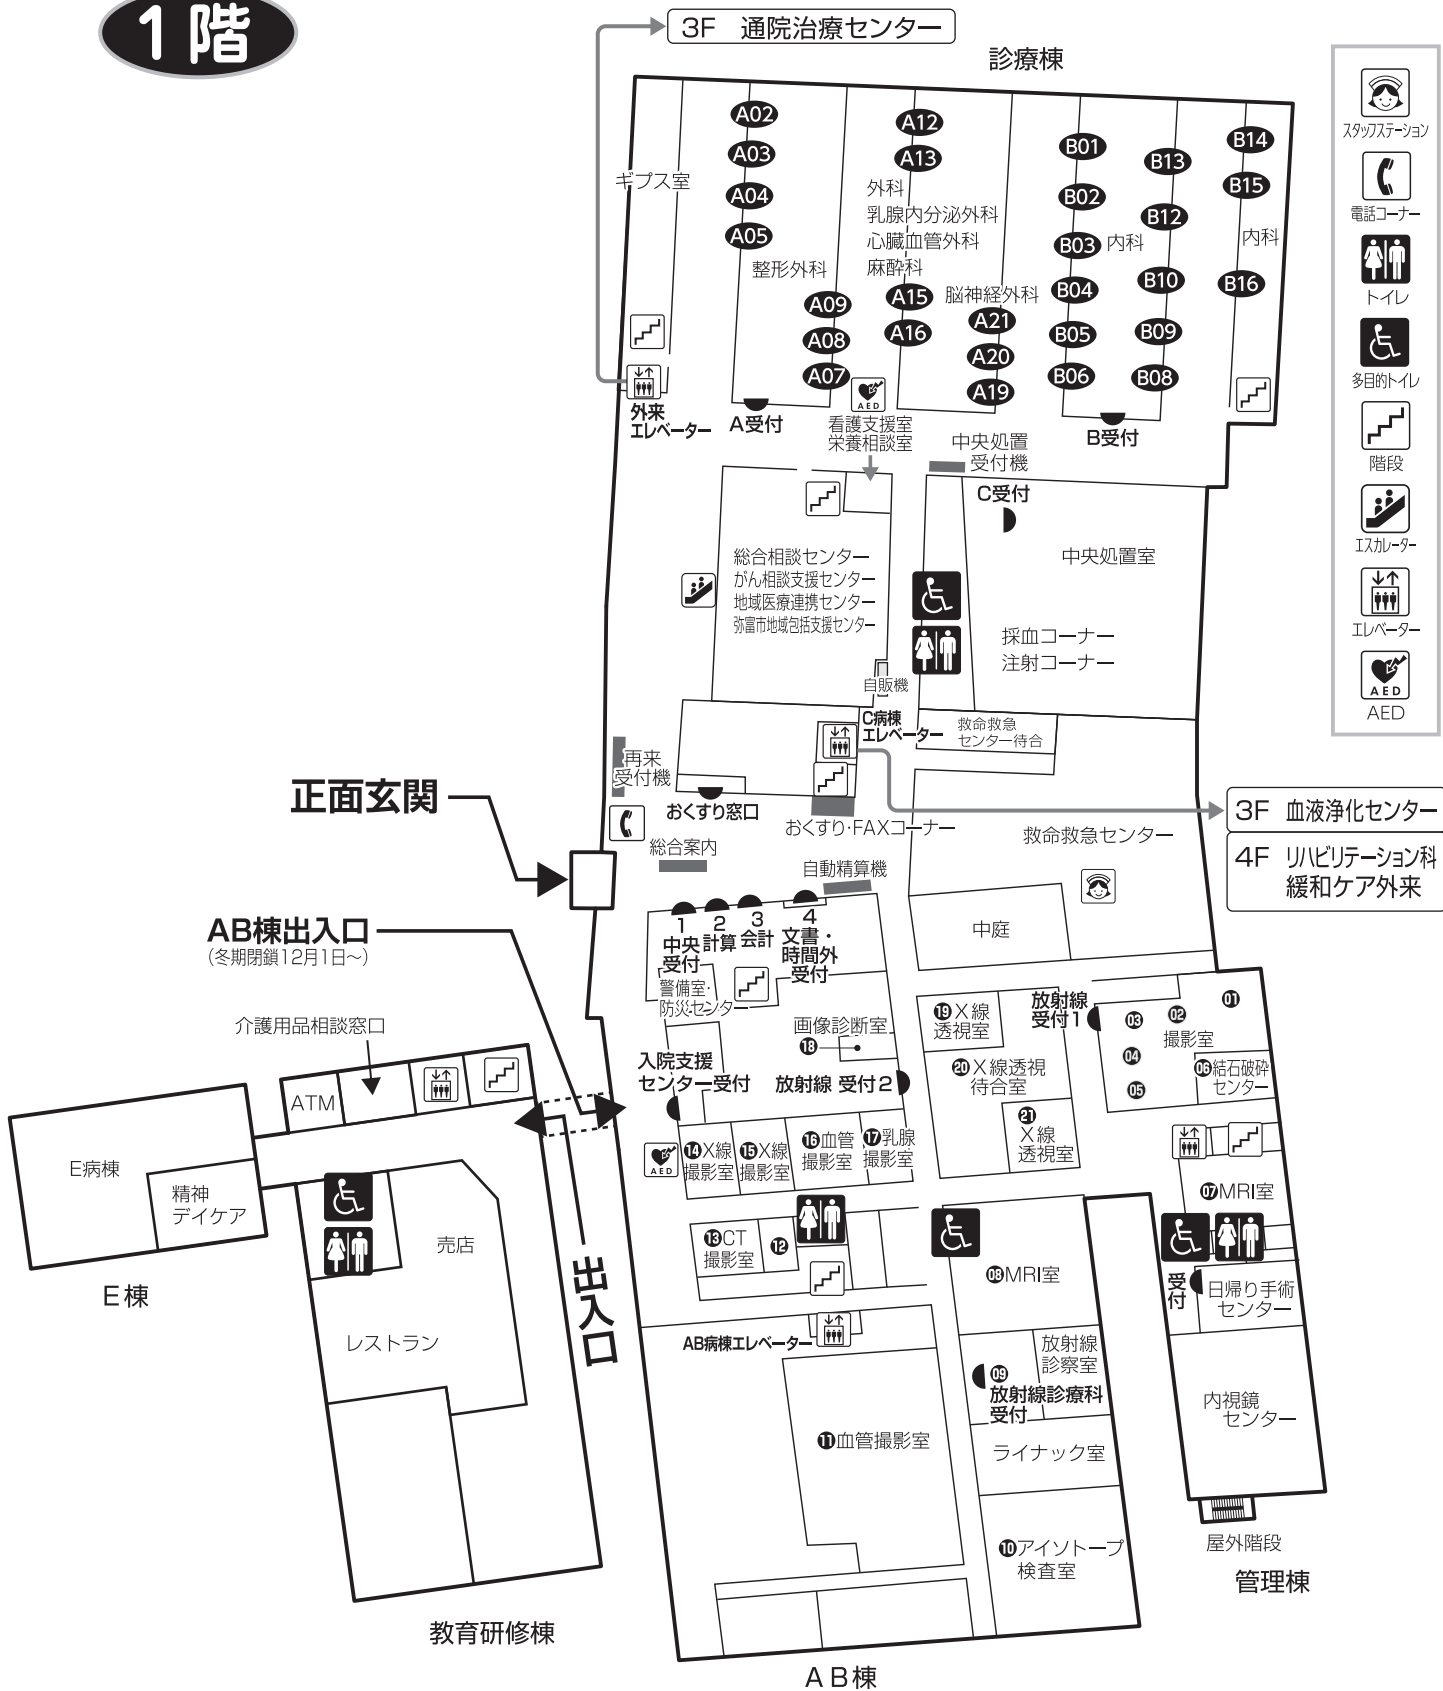 1階
3F 通院治療センター
診療棟
スタッフステーション
電話コーナー
トイレ
多目的トイレ
階段
エスカレーター
エレベーター
AED
AED
ギプス室
A02
A03
A04
A05
整形外科
A09
A08
A07
A12
A13
外科
乳腺内分泌外科
心臓血管外科
麻酔科
A15
A16
脳神経外科
A21
A20
A19
B01
B02
B03
B04
B05
B06
内科
B13
B12
B10
B09
B08
B14
B15
内科
B16
外来
エレベーター
A受付
AED
看護支援室
栄養相談室
中央処置
受付機
B受付
C受付
中央処置室
採血コーナー
注射コーナー
総合相談センター
がん相談支援センター
地域医療連携センター
弥富市地域包括支援センター
自販機
C病棟
エレベーター
救命救急
センター待合
再来
受付機
おくすり窓口
おくすり・FAXコーナー
正面玄関
総合案内
自動精算機
救命救急センター
3F 血液浄化センター
4F リハビリテーション科
緩和ケア外来
中庭
AB棟出入口
(冬期閉鎖12月1日~)
1
中央
受付
2
計算
3
会計
4
文書・
時間外
受付
警備室・
防災センター
画像診断室
18
入院支援
センター受付
放射線 受付2
19 X線
透視室
20 X線透視
待合室
21
X線
透視室
放射線
受付1
01
02
03
撮影室
04
05
06 結石破砕
センター
介護用品相談窓口
ATM
E病棟
精神
デイケア
E棟
売店
レストラン
出入口
教育研修棟
AED
14 X線
撮影室
15 X線
撮影室
16 血管
撮影室
17 乳腺
撮影室
13 CT
撮影室
12
07 MRI室
08 MRI室
受付
日帰り手術
センター
AB病棟エレベーター
放射線
診察室
09
放射線診療科
受付
内視鏡
センター
11 血管撮影室
ライナック室
10 アイソトープ
検査室
屋外階段
管理棟
AB棟